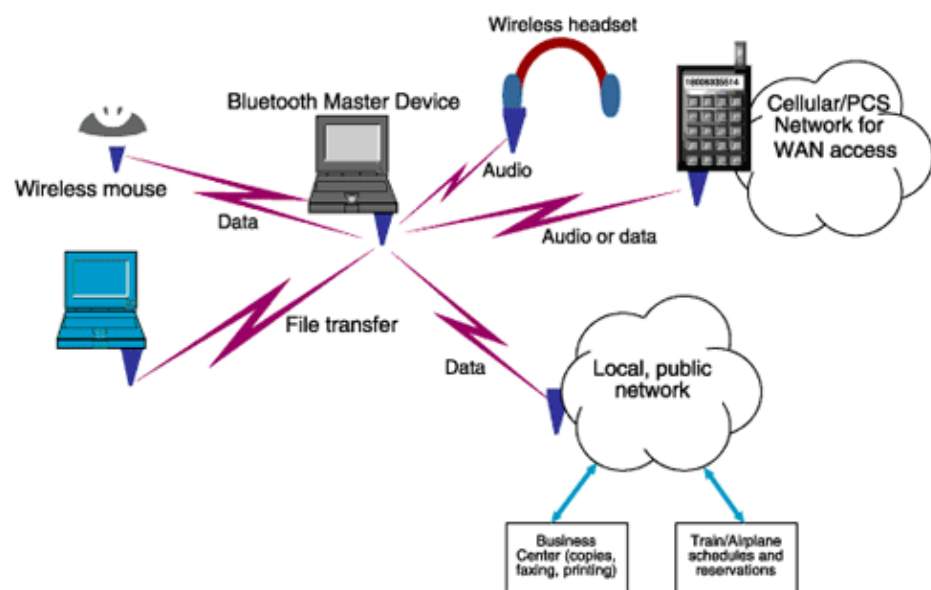 Wireless headset
Bluetooth Master Device
18008335514
Cellular/PCS
Network for
WAN access
Wireless mouse
Audio
Data
Audio or data
File transfer
Data
Local, public
network
Business
Center (copies,
faxing, printing)
Train/Airplane
schedules and
reservations